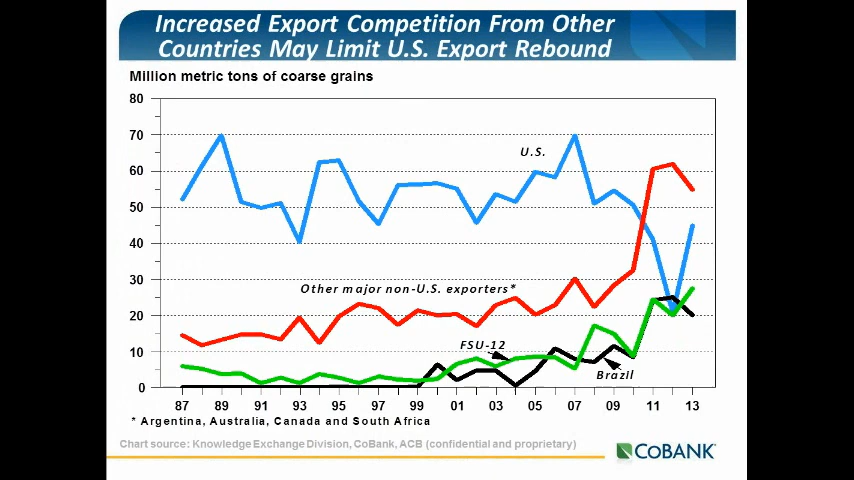 Increased Export Competition From Other
Countries May Limit U.S. Export Rebound
Million metric tons of coarse grains
80
70
60
50
40
30
20
10
0
U.S.
Other major non-U.S. exporters*
FSU-12
Brazil
87 89 91 93 95 97 99 01 03 05 07 09 11 13
* Argentina, Australia, Canada and South Africa
Chart source: Knowledge Exchange Division, CoBank, ACB (confidential and proprietary)
COBANK